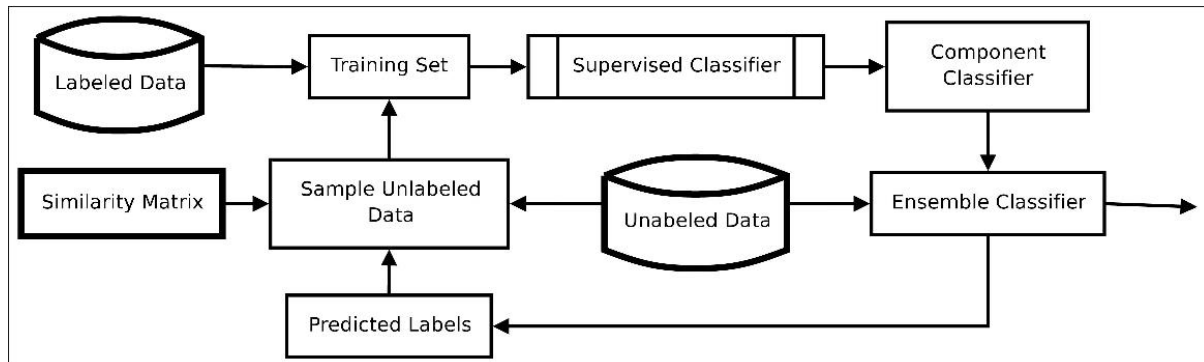 Labeled Data
Training Set
Supervised Classifier
Component
Classifier
Similarity Matrix
Sample Unlabeled
Data
Unabeled Data
Ensemble Classifier
Predicted Labels